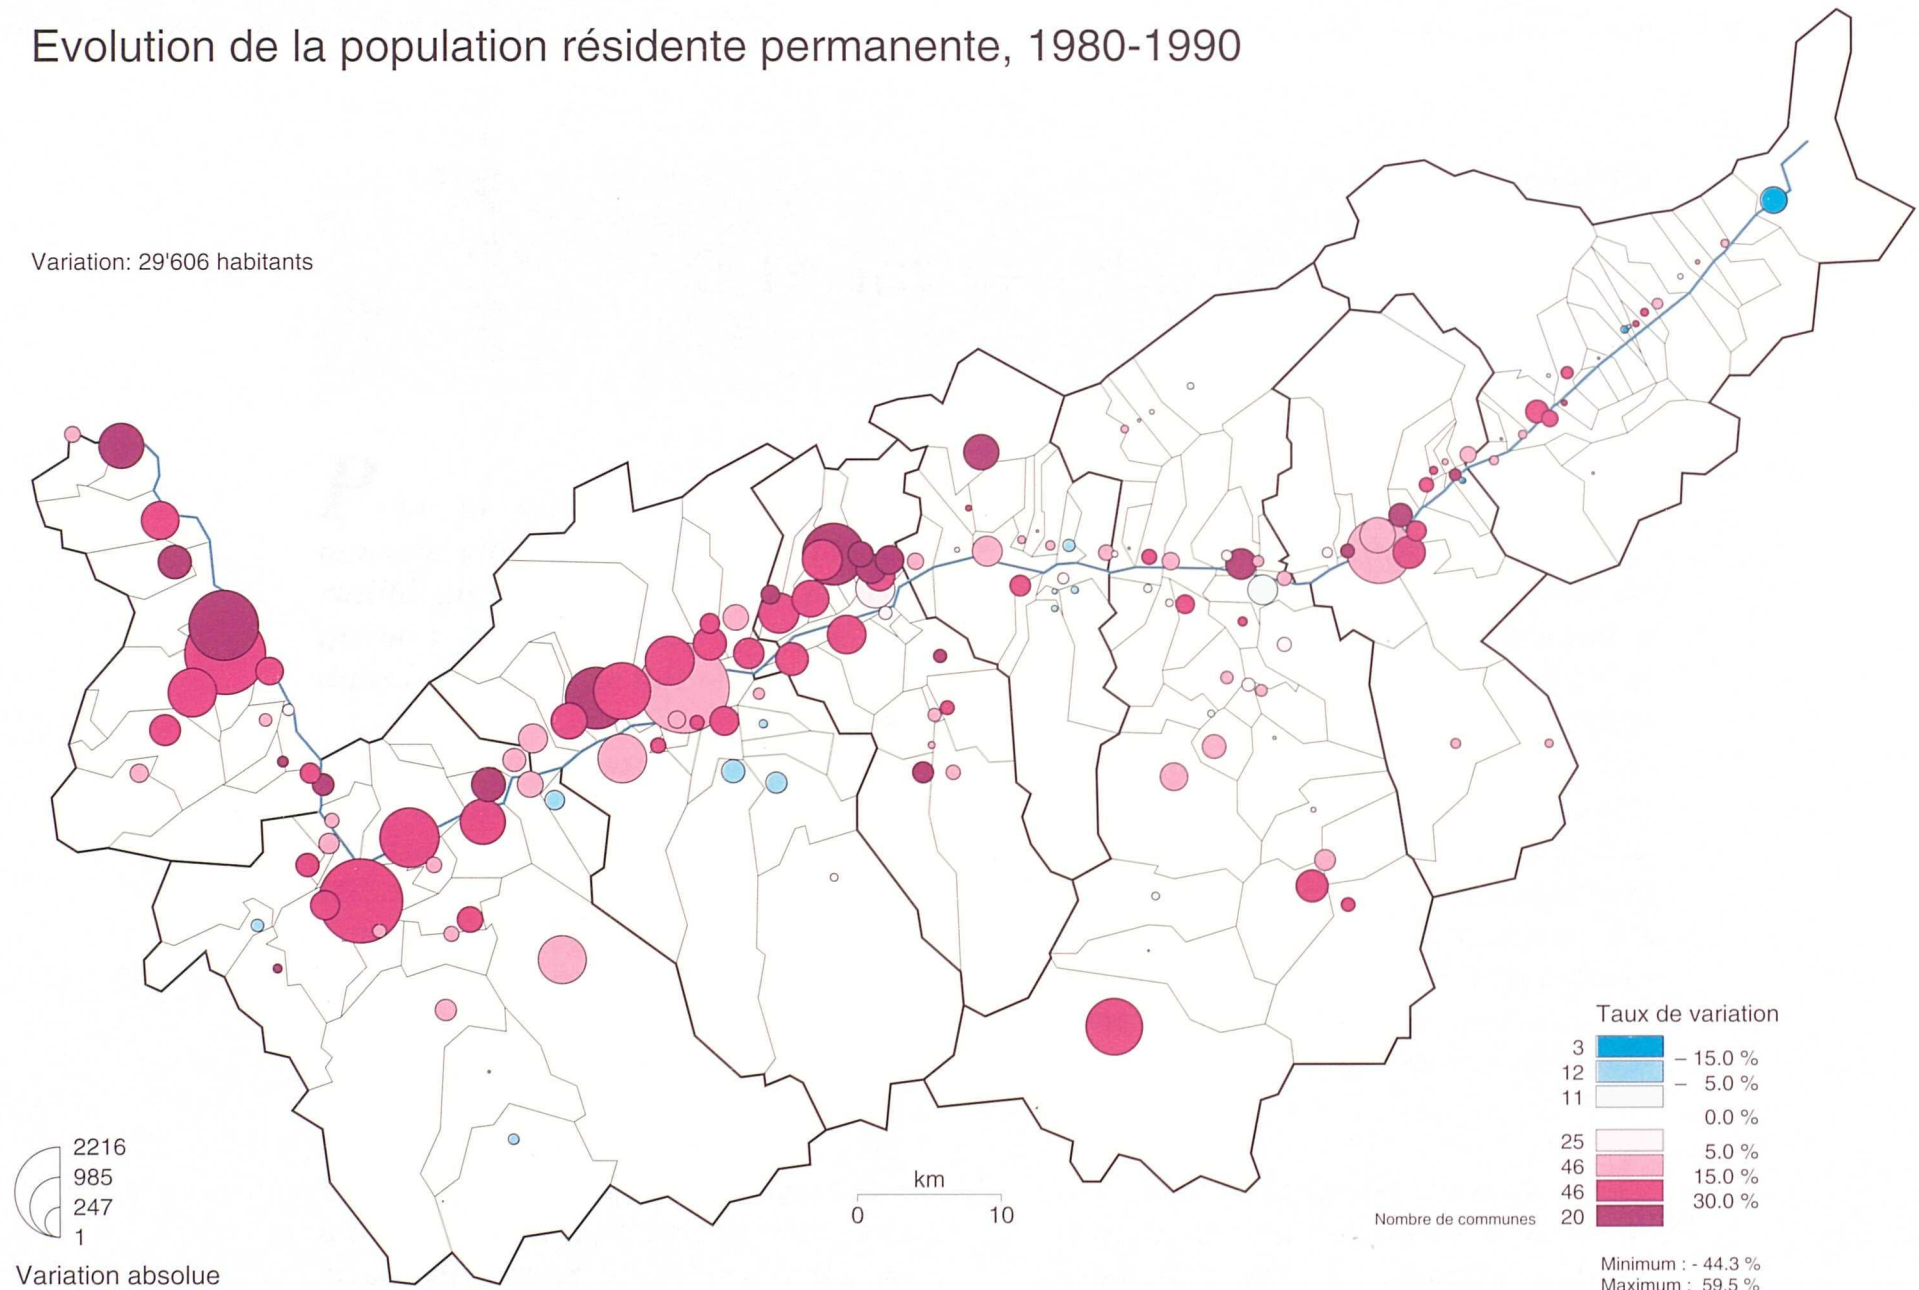 Evolution de la population résidente permanente, 1980-1990
Variation: 29'606 habitants
Taux de variation
3
– 15.0 %
12
– 5.0 %
11
0.0 %
25
5.0 %
46
15.0 %
46
30.0 %
Nombre de communes 20
Minimum : - 44.3 %
Maximum : 59.5 %
km
0 10
2216
985
247
1
Variation absolue